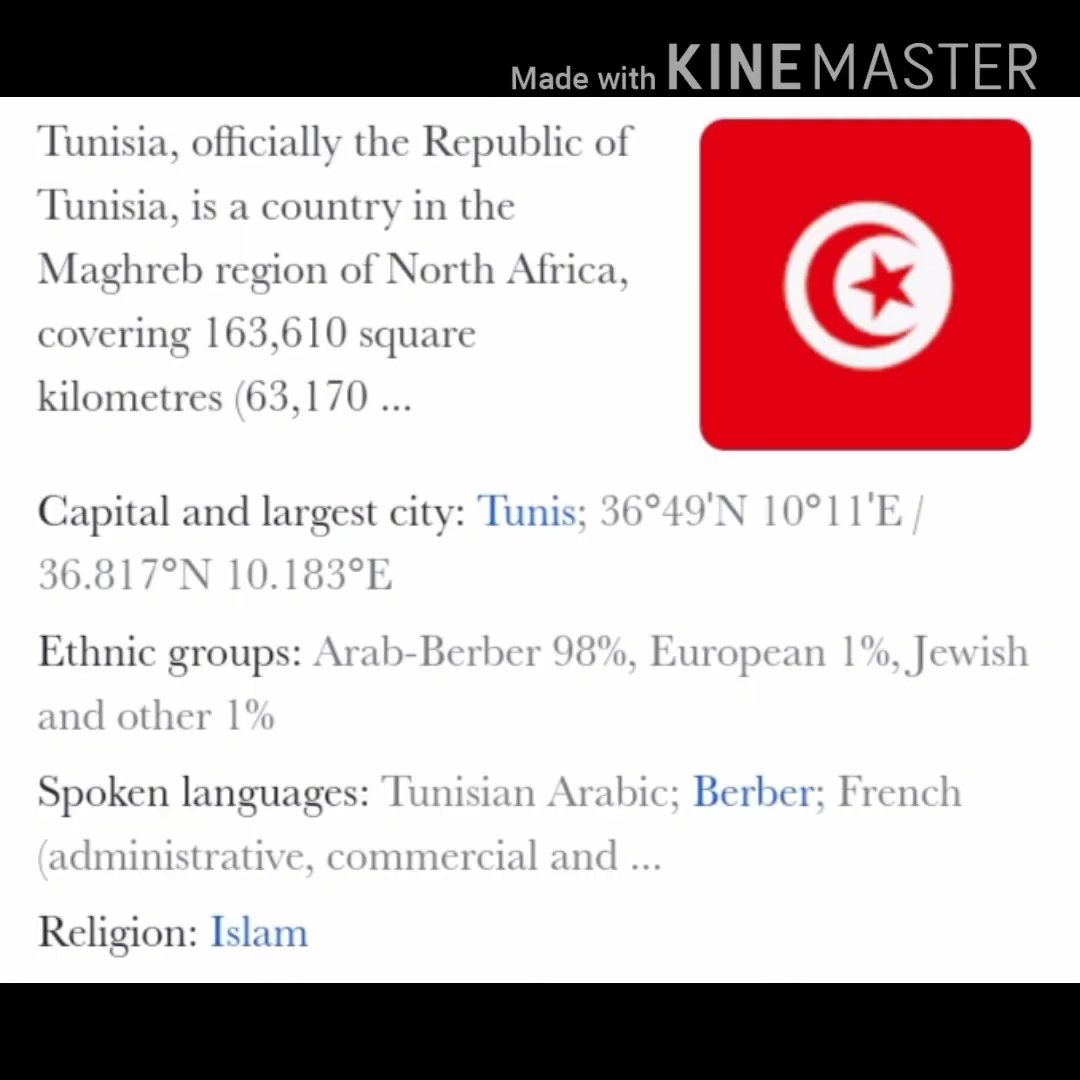 Made with KINEMASTER
Tunisia, officially the Republic of
Tunisia, is a country in the
Maghreb region of North Africa,
covering 163,610 square
kilometres (63,170 ...
Capital and largest city: Tunis; 36°49'N 10°11'E /
36.817°N 10.183°E
Ethnic groups: Arab-Berber 98%, European 1%, Jewish
and other 1%
Spoken languages: Tunisian Arabic; Berber; French
(administrative, commercial and ...
Religion: Islam